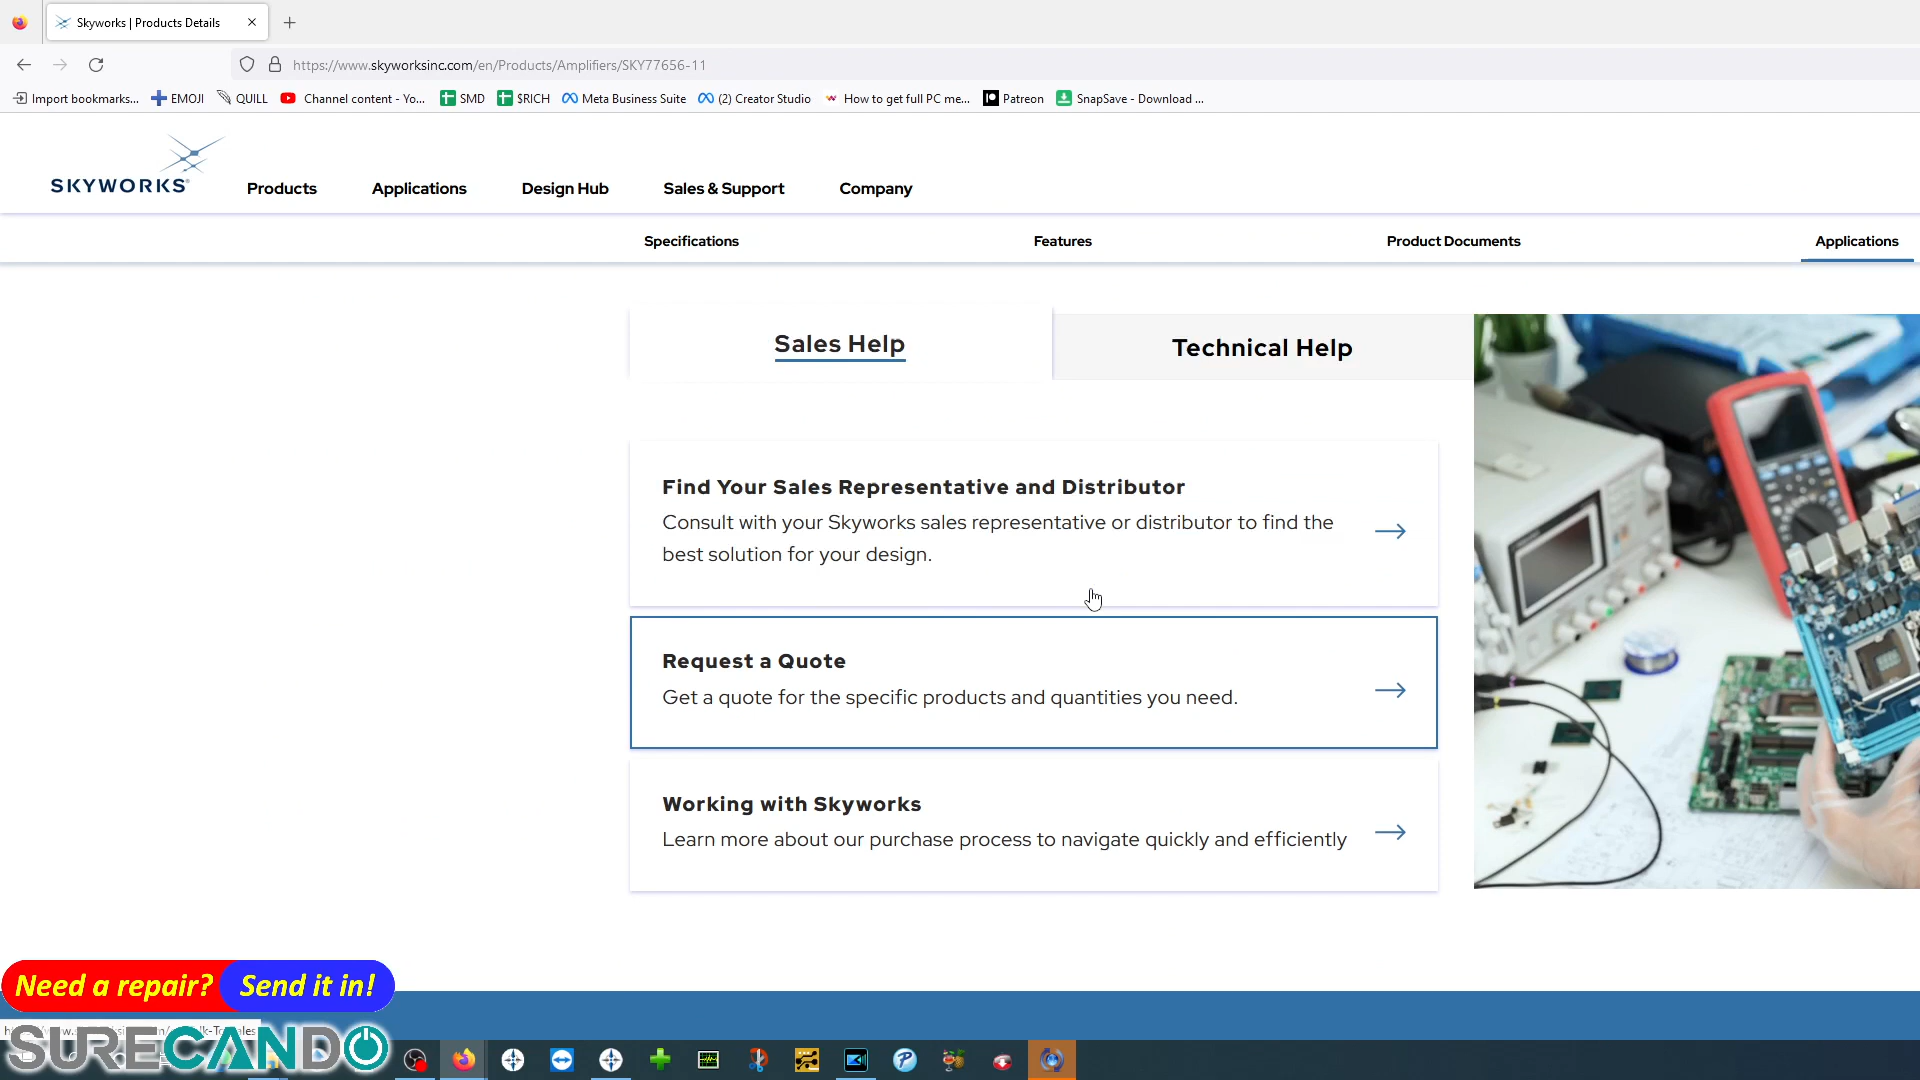 Skyworks | Products Details
https://www.skyworksinc.com/en/Products/Amplifiers/SKY77656-11
Import bookmarks... EMOJI QUILL Channel content - Yo... SMD $RICH Meta Business Suite (2) Creator Studio How to get full PC me... Patreon SnapSave - Download ...
SKYWORKS®
Products Applications Design Hub Sales & Support Company
Specifications Features Product Documents Applications
Sales Help Technical Help
Find Your Sales Representative and Distributor
Consult with your Skyworks sales representative or distributor to find the
best solution for your design.
Request a Quote
Get a quote for the specific products and quantities you need.
Working with Skyworks
Learn more about our purchase process to navigate quickly and efficiently
Need a repair? Send it in!
SURECANDO